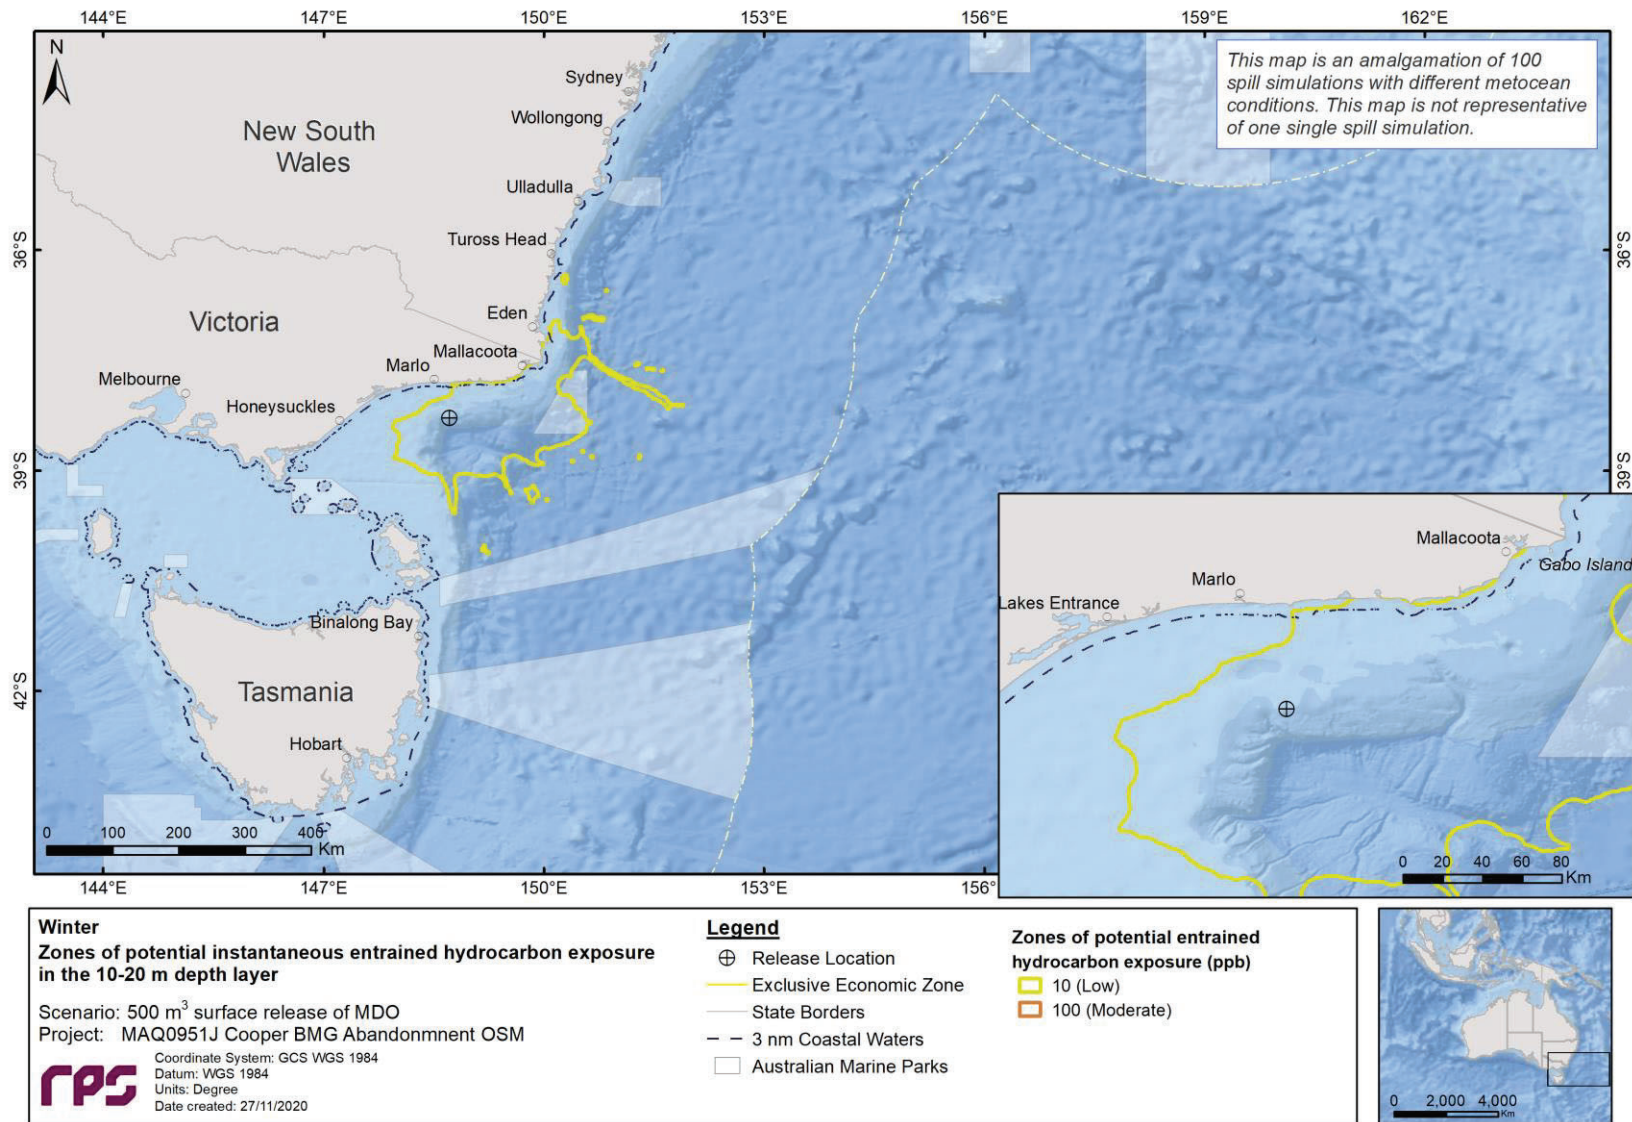 144°E 147°E 150°E 153°E 156°E 159°E 162°E
N
This map is an amalgamation of 100
spill simulations with different metocean
conditions. This map is not representative
of one single spill simulation.
Sydney
Wollongong
New South
Wales
Ulladulla
Tuross Head
36°S
36°S
Victoria
Eden
Mallacoota
Marlo
Melbourne
Honeysuckles
39°S
39°S
Binalong Bay
Tasmania
42°S
Hobart
0 100 200 300 400
Km
144°E 147°E 150°E 153°E 156°
Mallacoota
Gabo Island
Marlo
Lakes Entrance
0 20 40 60 80
Km
Winter
Zones of potential instantaneous entrained hydrocarbon exposure
in the 10-20 m depth layer
Scenario: 500 m³ surface release of MDO
Project: MAQ0951J Cooper BMG Abandonmnent OSM
rps
Coordinate System: GCS WGS 1984
Datum: WGS 1984
Units: Degree
Date created: 27/11/2020
Legend
Release Location
Exclusive Economic Zone
State Borders
3 nm Coastal Waters
Australian Marine Parks
Zones of potential entrained
hydrocarbon exposure (ppb)
10 (Low)
100 (Moderate)
0 2,000 4,000
Km